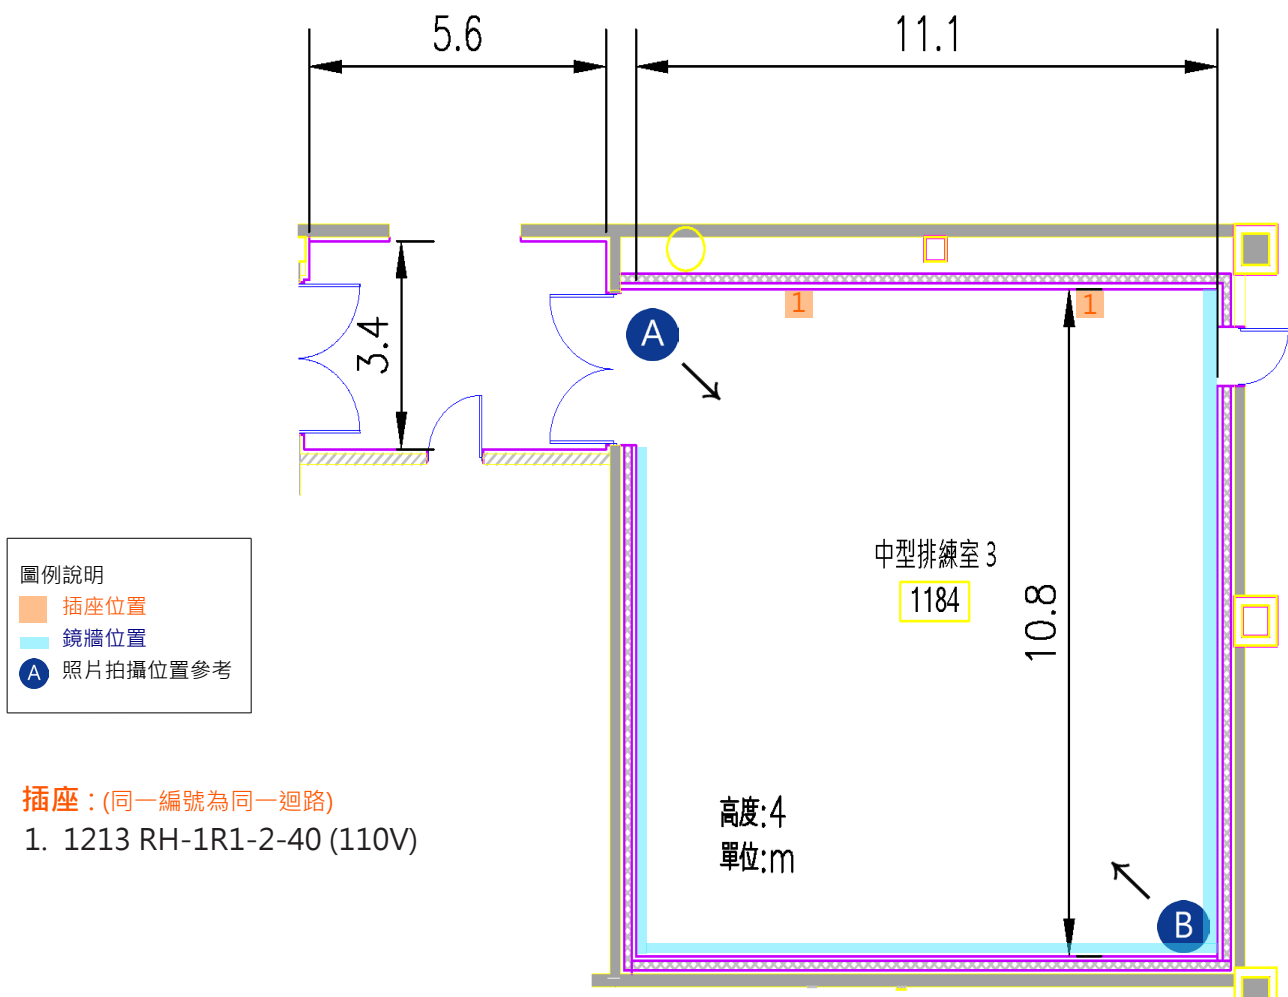 5.6
11.1
1
1
A
3.4
中型排練室 3
1184
10.8
圖例說明
插座位置
鏡牆位置
A 照片拍攝位置參考
插座 : (同一編號為同一迴路)
1. 1213 RH-1R1-2-40 (110V)
高度:4
單位:m
B